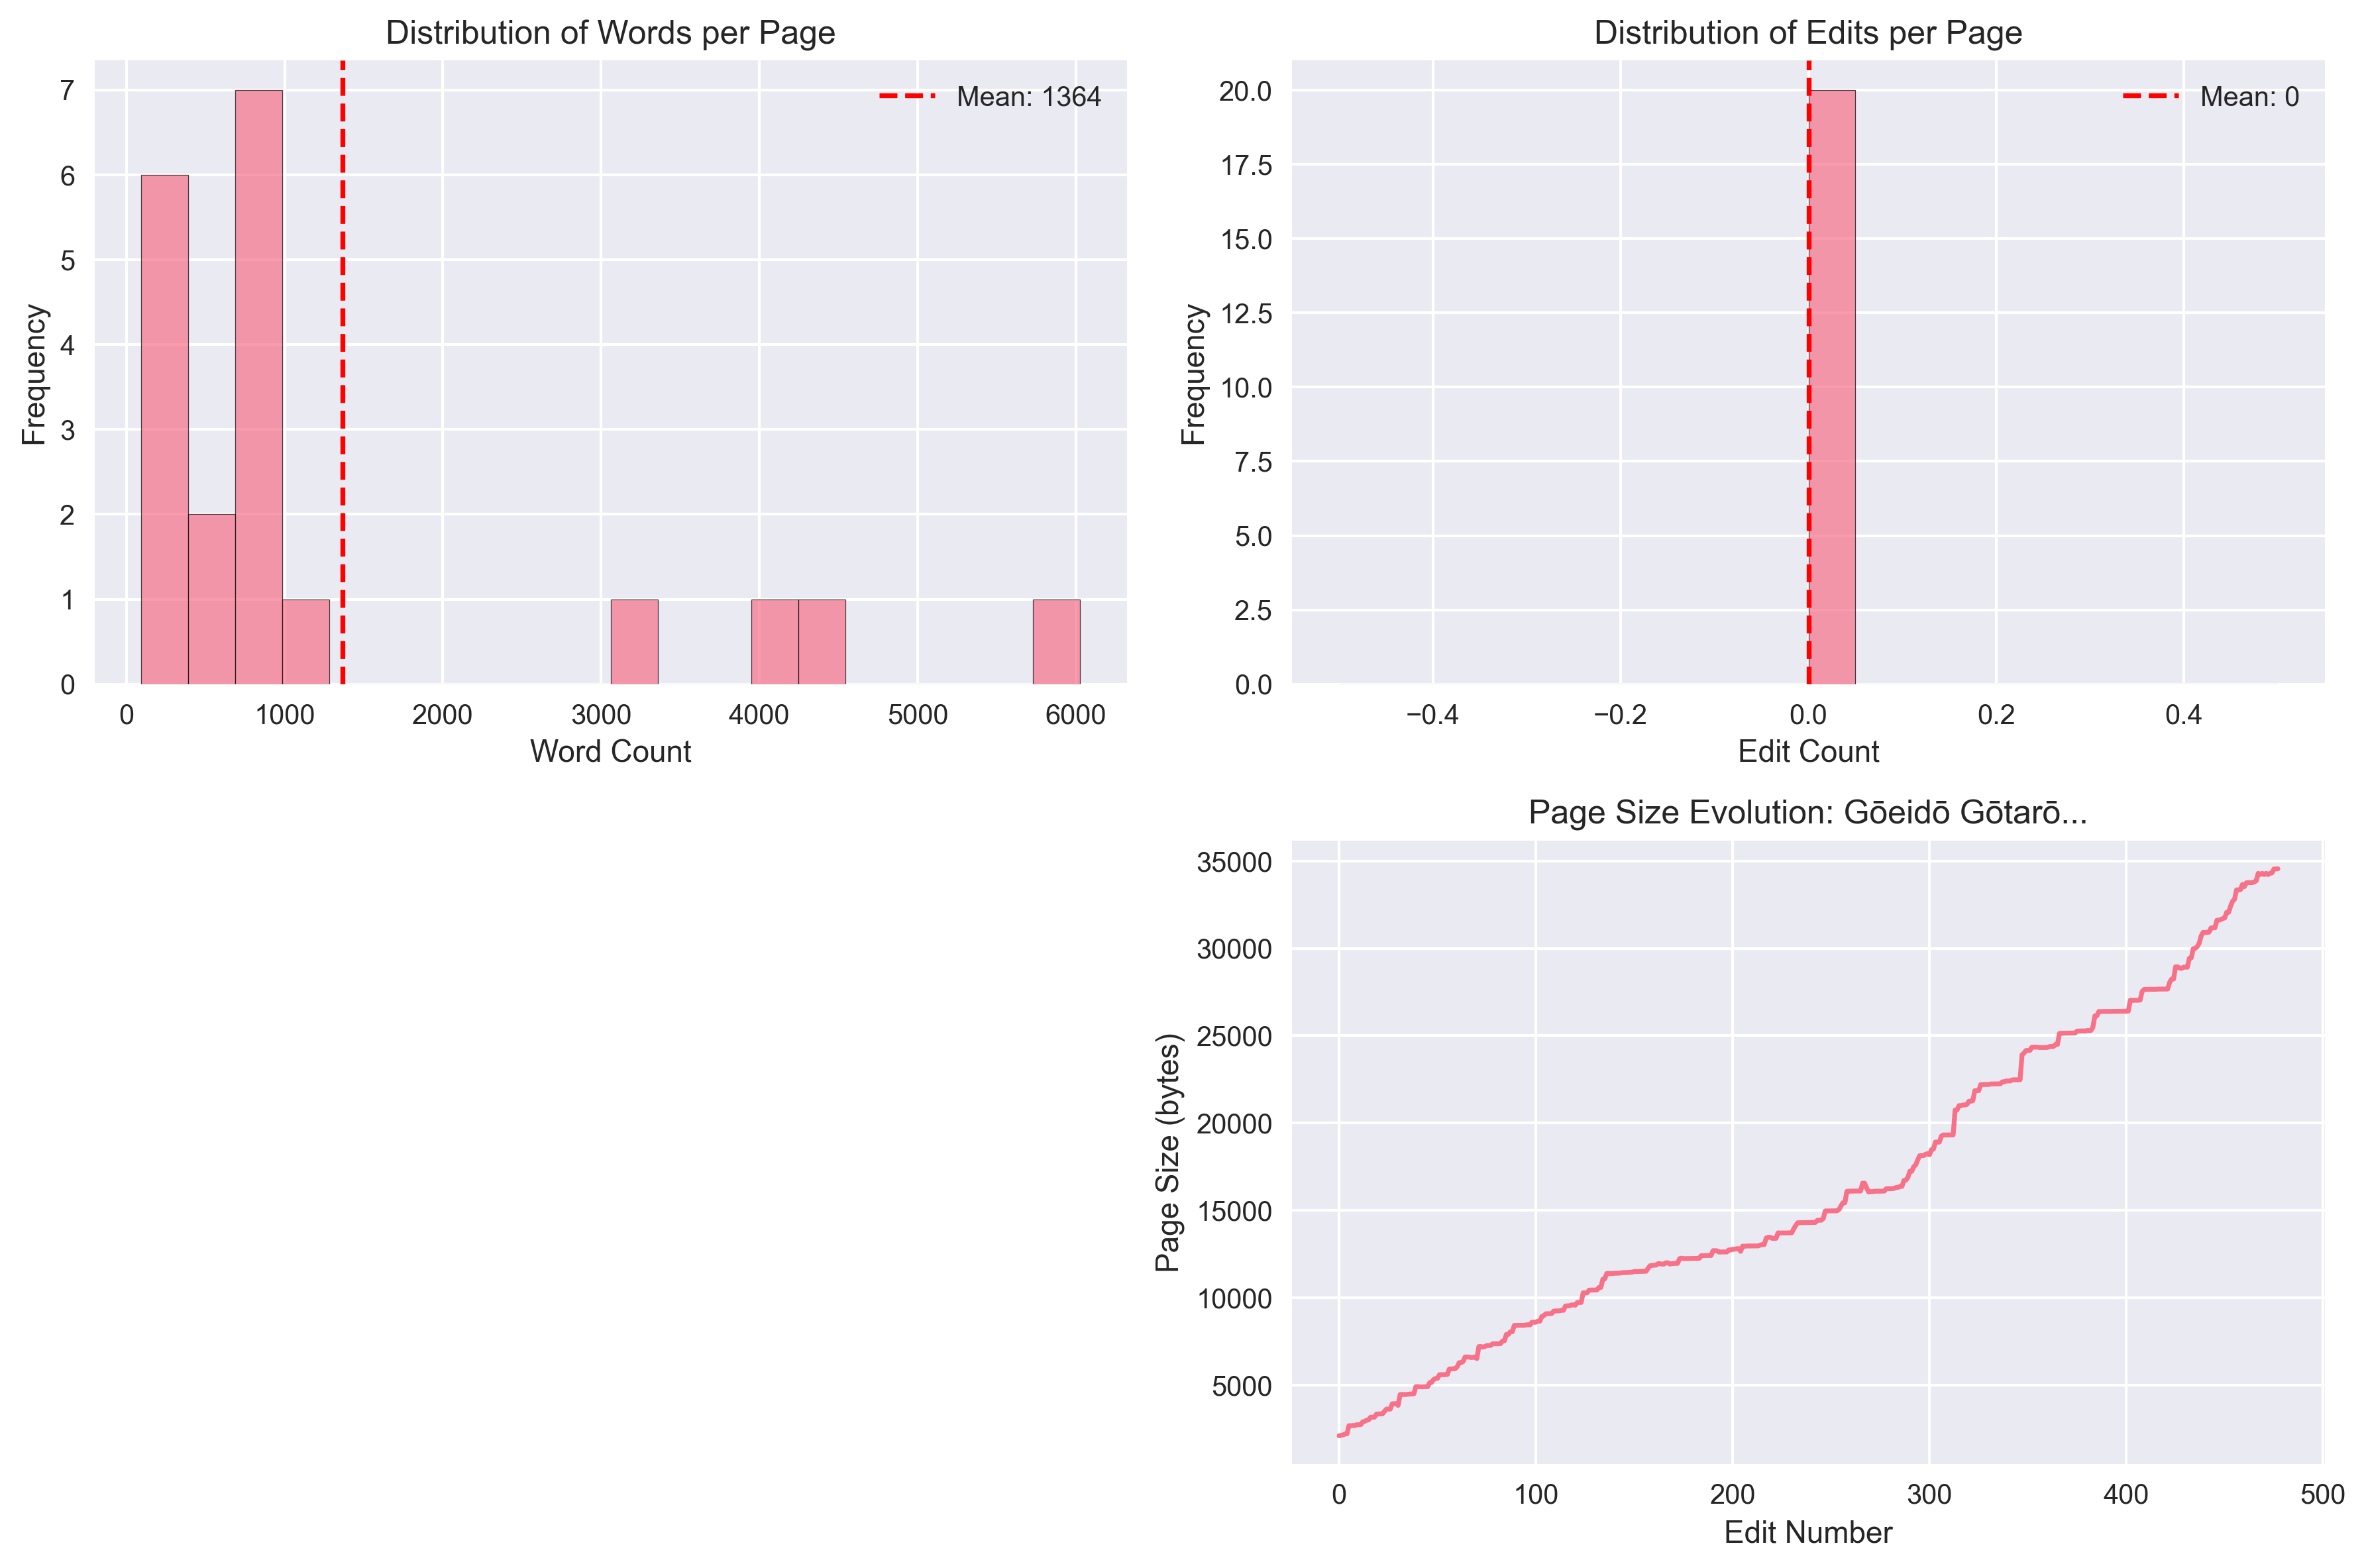 Distribution of Words per Page
Mean: 1364
7
6
5
4
3
2
1
0
Frequency
0 1000 2000 3000 4000 5000 6000
Word Count
Distribution of Edits per Page
Mean: 0
20.0
17.5
15.0
12.5
10.0
7.5
5.0
2.5
0.0
Frequency
−0.4 −0.2 0.0 0.2 0.4
Edit Count
Page Size Evolution: Gōeidō Gōtarō...
35000
30000
25000
20000
15000
10000
5000
Page Size (bytes)
0 100 200 300 400 500
Edit Number